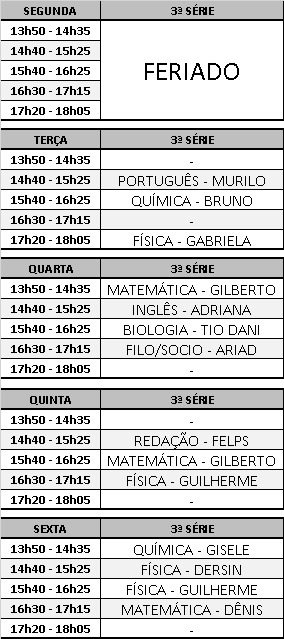 SEGUNDA 3ª SÉRIE
13h50 - 14h35
14h40 - 15h25
15h40 - 16h25 FERIADO
16h30 - 17h15
17h20 - 18h05
TERÇA 3ª SÉRIE
13h50 - 14h35 -
14h40 - 15h25 PORTUGUÊS - MURILO
15h40 - 16h25 QUÍMICA - BRUNO
16h30 - 17h15 -
17h20 - 18h05 FÍSICA - GABRIELA
QUARTA 3ª SÉRIE
13h50 - 14h35 MATEMÁTICA - GILBERTO
14h40 - 15h25 INGLÊS - ADRIANA
15h40 - 16h25 BIOLOGIA - TIO DANI
16h30 - 17h15 FILO/SOCIO - ARIAD
17h20 - 18h05 -
QUINTA 3ª SÉRIE
13h50 - 14h35 -
14h40 - 15h25 REDAÇÃO - FELPS
15h40 - 16h25 MATEMÁTICA - GILBERTO
16h30 - 17h15 FÍSICA - GUILHERME
17h20 - 18h05 -
SEXTA 3ª SÉRIE
13h50 - 14h35 QUÍMICA - GISELE
14h40 - 15h25 FÍSICA - DERSIN
15h40 - 16h25 FÍSICA - GUILHERME
16h30 - 17h15 MATEMÁTICA - DÊNIS
17h20 - 18h05 -